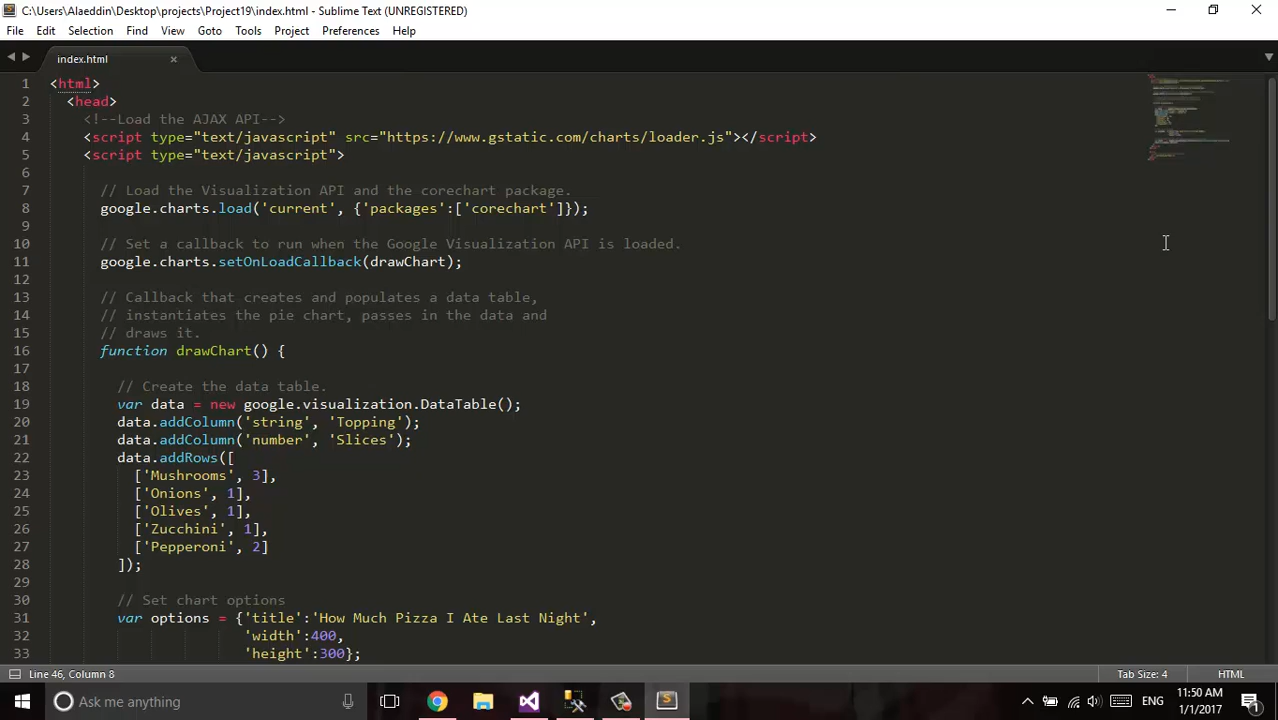 C:\Users\Alaeddin\Desktop\projects\Project19\index.html - Sublime Text (UNREGISTERED)
File Edit Selection Find View Goto Tools Project Preferences Help
index.html
1 <html>
2 <head>
3 <!--Load the AJAX API-->
4 <script type="text/javascript" src="https://www.gstatic.com/charts/loader.js"></script>
5 <script type="text/javascript">
6
7 // Load the Visualization API and the corechart package.
8 google.charts.load('current', {'packages':['corechart']});
9
10 // Set a callback to run when the Google Visualization API is loaded.
11 google.charts.setOnLoadCallback(drawChart);
12
13 // Callback that creates and populates a data table,
14 // instantiates the pie chart, passes in the data and
15 // draws it.
16 function drawChart() {
17
18 // Create the data table.
19 var data = new google.visualization.DataTable();
20 data.addColumn('string', 'Topping');
21 data.addColumn('number', 'Slices');
22 data.addRows([
23 ['Mushrooms', 3],
24 ['Onions', 1],
25 ['Olives', 1],
26 ['Zucchini', 1],
27 ['Pepperoni', 2]
28 ]);
29
30 // Set chart options
31 var options = {'title':'How Much Pizza I Ate Last Night',
32 'width':400,
33 'height':300};
Line 46, Column 8 Tab Size: 4 HTML
Ask me anything ENG 11:50 AM
1/1/2017 1